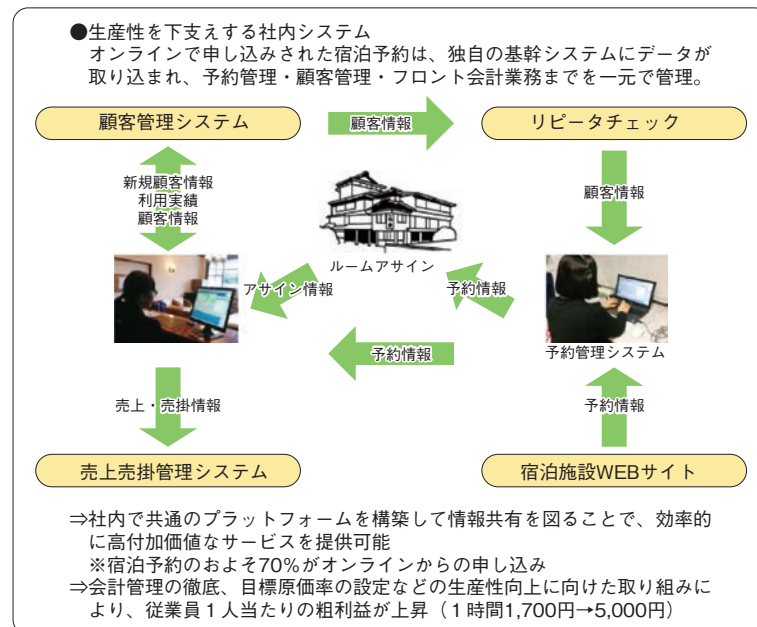 ●生産性を下支えする社内システム
オンラインで申し込みされた宿泊予約は、独自の基幹システムにデータが
取り込まれ、予約管理・顧客管理・フロント会計業務までを一元で管理。
顧客管理システム
顧客情報
リピータチェック
新規顧客情報
利用実績
顧客情報
顧客情報
ルームアサイン
アサイン情報
予約情報
予約情報
予約管理システム
売上・売掛情報
予約情報
売上売掛管理システム
宿泊施設WEBサイト
⇒社内で共通のプラットフォームを構築して情報共有を図ることで、効率的
に高付加価値なサービスを提供可能
※宿泊予約のおよそ70%がオンラインからの申し込み
⇒会計管理の徹底、目標原価率の設定などの生産性向上に向けた取り組みに
より、従業員1人当たりの粗利益が上昇（1時間1,700円→5,000円）